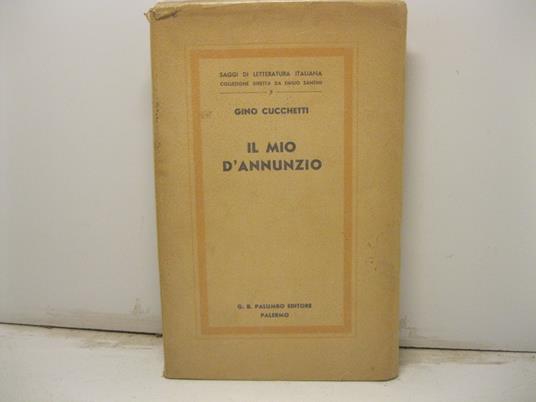 SAGGI DI LETTERATURA ITALIANA
COLLEZIONE DIRETTA DA EMILIO SANTINI
GINO CUCCHETTI
IL MIO
D'ANNUNZIO
G. B. PALUMBO EDITORE
PALERMO